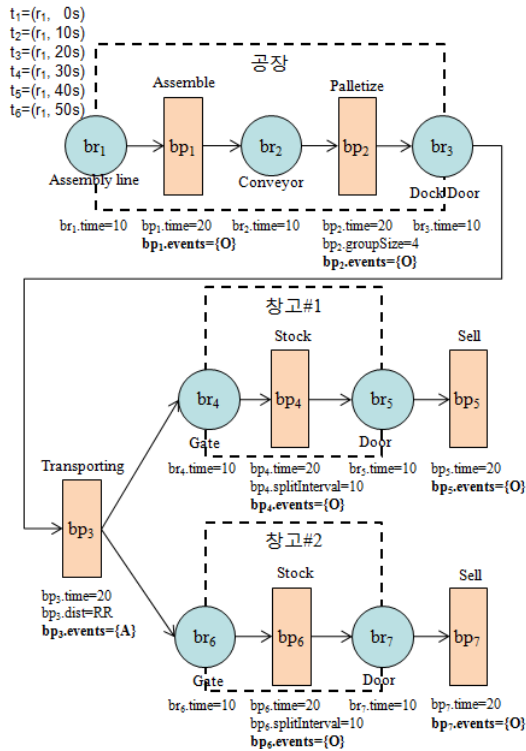 t₁=(r₁, 0s)
t₂=(r₁, 10s)
t₃=(r₁, 20s)
t₄=(r₁, 30s)
t₅=(r₁, 40s)
t₆=(r₁, 50s)
공장
Assemble
Palletize
br₁
bp₁
br₂
bp₂
br₃
Assembly line
Conveyor
Dock Door
br₁.time=10
bp₁.time=20
bp₁.events={O}
br₂.time=10
bp₂.time=20
bp₂.groupSize=4
bp₂.events={O}
br₃.time=10
창고#1
Stock
Sell
br₄
bp₄
br₅
bp₅
Gate
Door
br₄.time=10
bp₄.time=20
bp₄.splitInterval=10
bp₄.events={O}
br₅.time=10
bp₅.time=20
bp₅.events={O}
Transporting
bp₃
bp₃.time=20
bp₃.dist=RR
bp₃.events={A}
창고#2
Stock
Sell
br₆
bp₆
br₇
bp₇
Gate
Door
br₆.time=10
bp₆.time=20
bp₆.splitInterval=10
bp₆.events={O}
br₇.time=10
bp₇.time=20
bp₇.events={O}